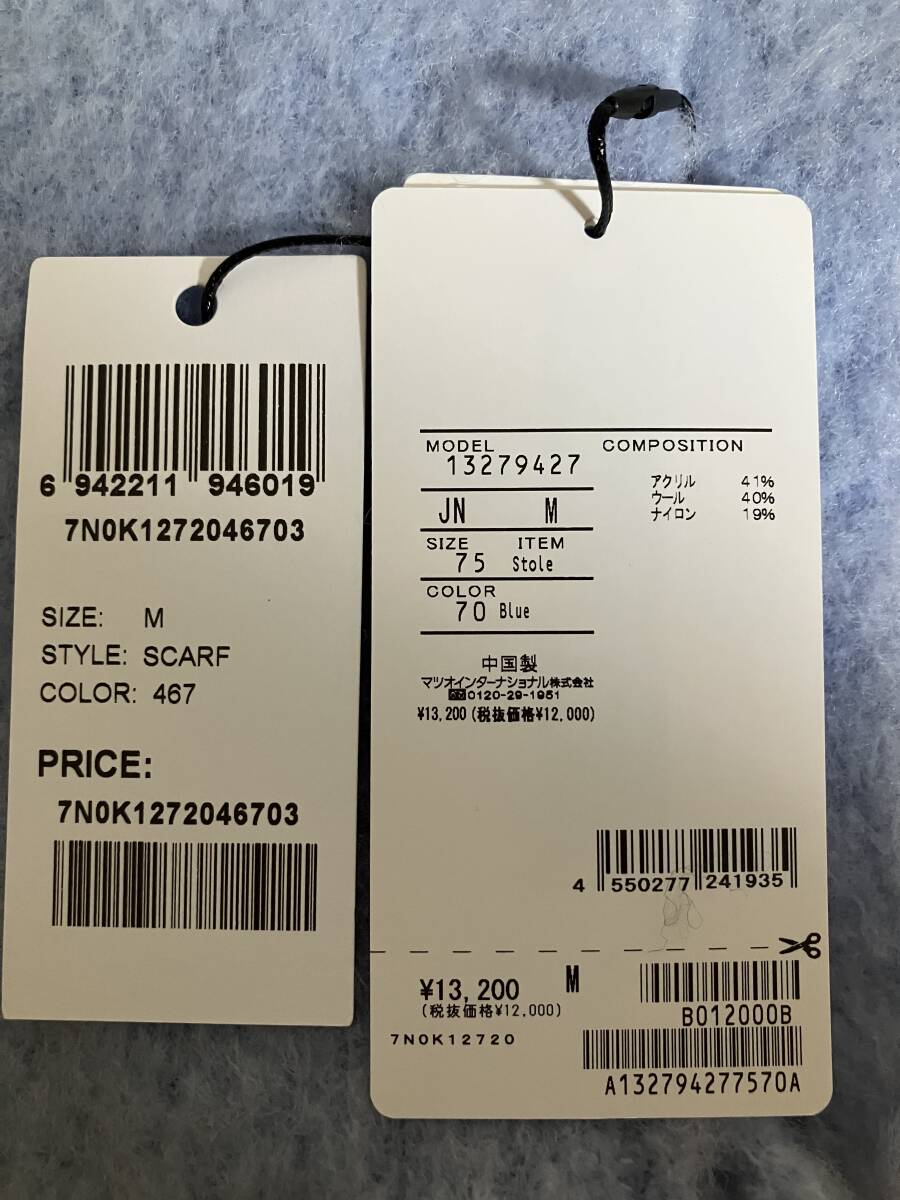 6 942211 946019
7N0K1272046703
SIZE: M
STYLE: SCARF
COLOR: 467
PRICE:
7N0K1272046703
MODEL
13279427
JN M
SIZE ITEM
75 Stole
COLOR
70 Blue
COMPOSITION
アクリル 41%
ウール 40%
ナイロン 19%
中国製
マツオインターナショナル株式会社
0120-29-1951
¥13,200 (税抜価格¥12,000)
4 550277 241935
¥13,200 M
(税抜価格¥12,000)
7N0K12720
B012000B
A132794277570A